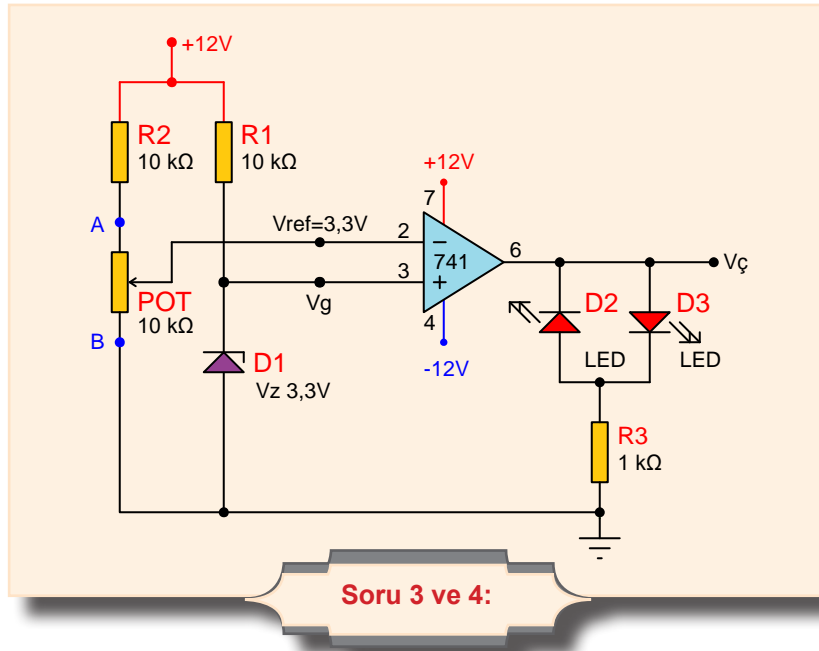 +12V
R2
10 kΩ
R1
10 kΩ
A
POT
10 kΩ
B
Vref=3,3V
Vg
D1
Vz 3,3V
+12V
7
2
−
741
3
+
4
-12V
6
Vç
D2
LED
D3
LED
R3
1 kΩ
Soru 3 ve 4: